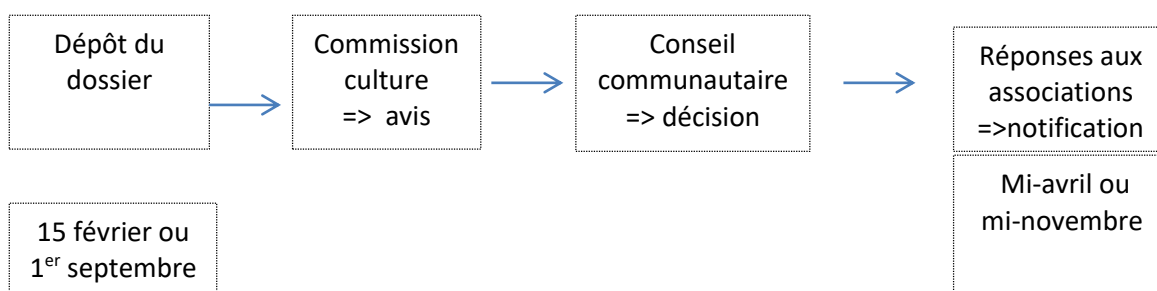 Dépôt du
dossier
Commission
culture
=> avis
Conseil
communautaire
=> décision
Réponses aux
associations
=>notification
15 février ou
1er septembre
Mi-avril ou
mi-novembre